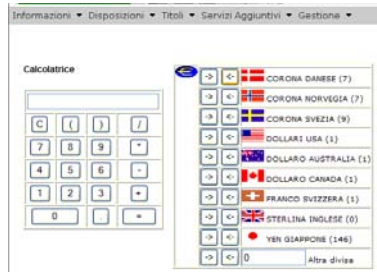 Informazioni ▾ Disposizioni ▾ Titoli ▾ Servizi Aggiuntivi ▾ Gestione ▾
Calcolatrice
C ( ) /
7 8 9 *
4 5 6 -
1 2 3 +
0 . =
-> <- CORONA DANESE (7)
-> <- CORONA NORVEGIA (7)
-> <- CORONA SVEZIA (9)
-> <- DOLLARI USA (1)
-> <- DOLLARO AUSTRALIA (1)
-> <- DOLLARO CANADA (1)
-> <- FRANCO SVIZZERA (1)
-> <- STERLINA INGLESE (0)
-> <- YEN GIAPPONE (146)
-> <- 0 Altra divisa